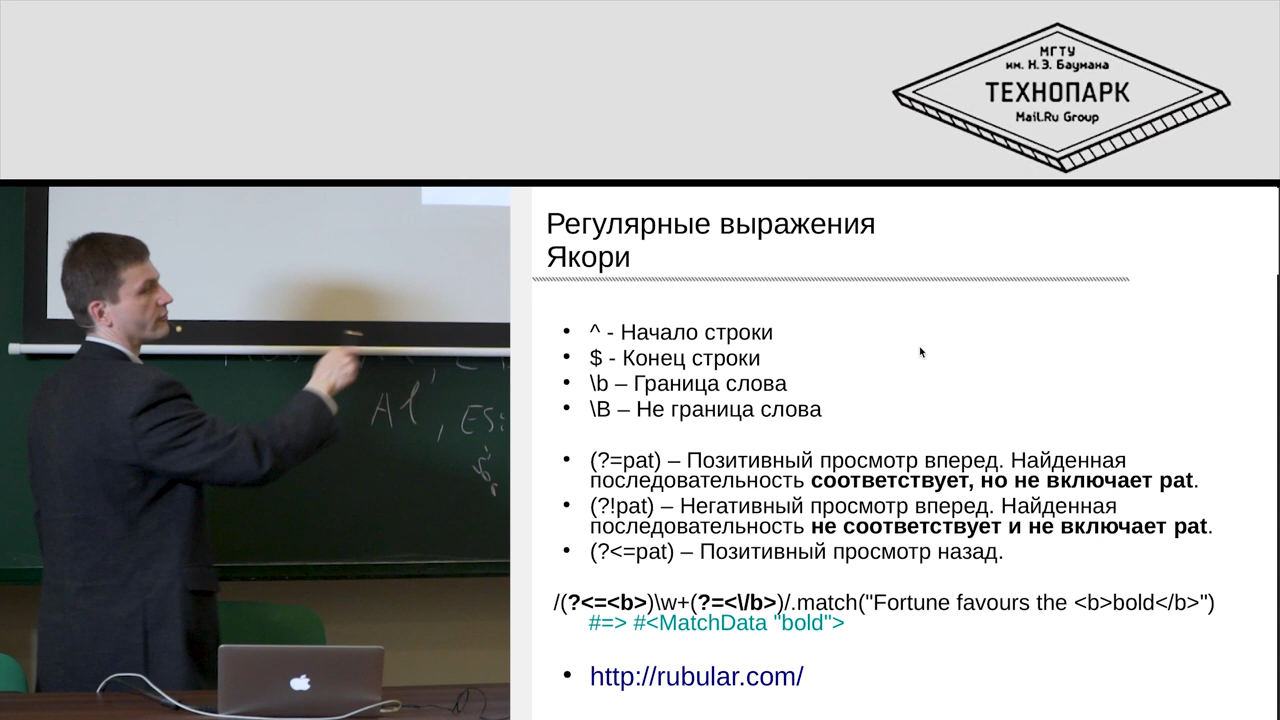 МГТУ
им. Н.Э. Баумана
ТЕХНОПАРК
Mail.Ru Group
Регулярные выражения
Якори
• ^ - Начало строки
• $ - Конец строки
• \b – Граница слова
• \B – Не граница слова
• (?=pat) – Позитивный просмотр вперед. Найденная
последовательность соответствует, но не включает pat.
• (?!pat) – Негативный просмотр вперед. Найденная
последовательность не соответствует и не включает pat.
• (?<=pat) – Позитивный просмотр назад.
/(?<=<b>)\w+(?=<\/b>)/.match("Fortune favours the <b>bold</b>")
#=> #<MatchData "bold">
• http://rubular.com/